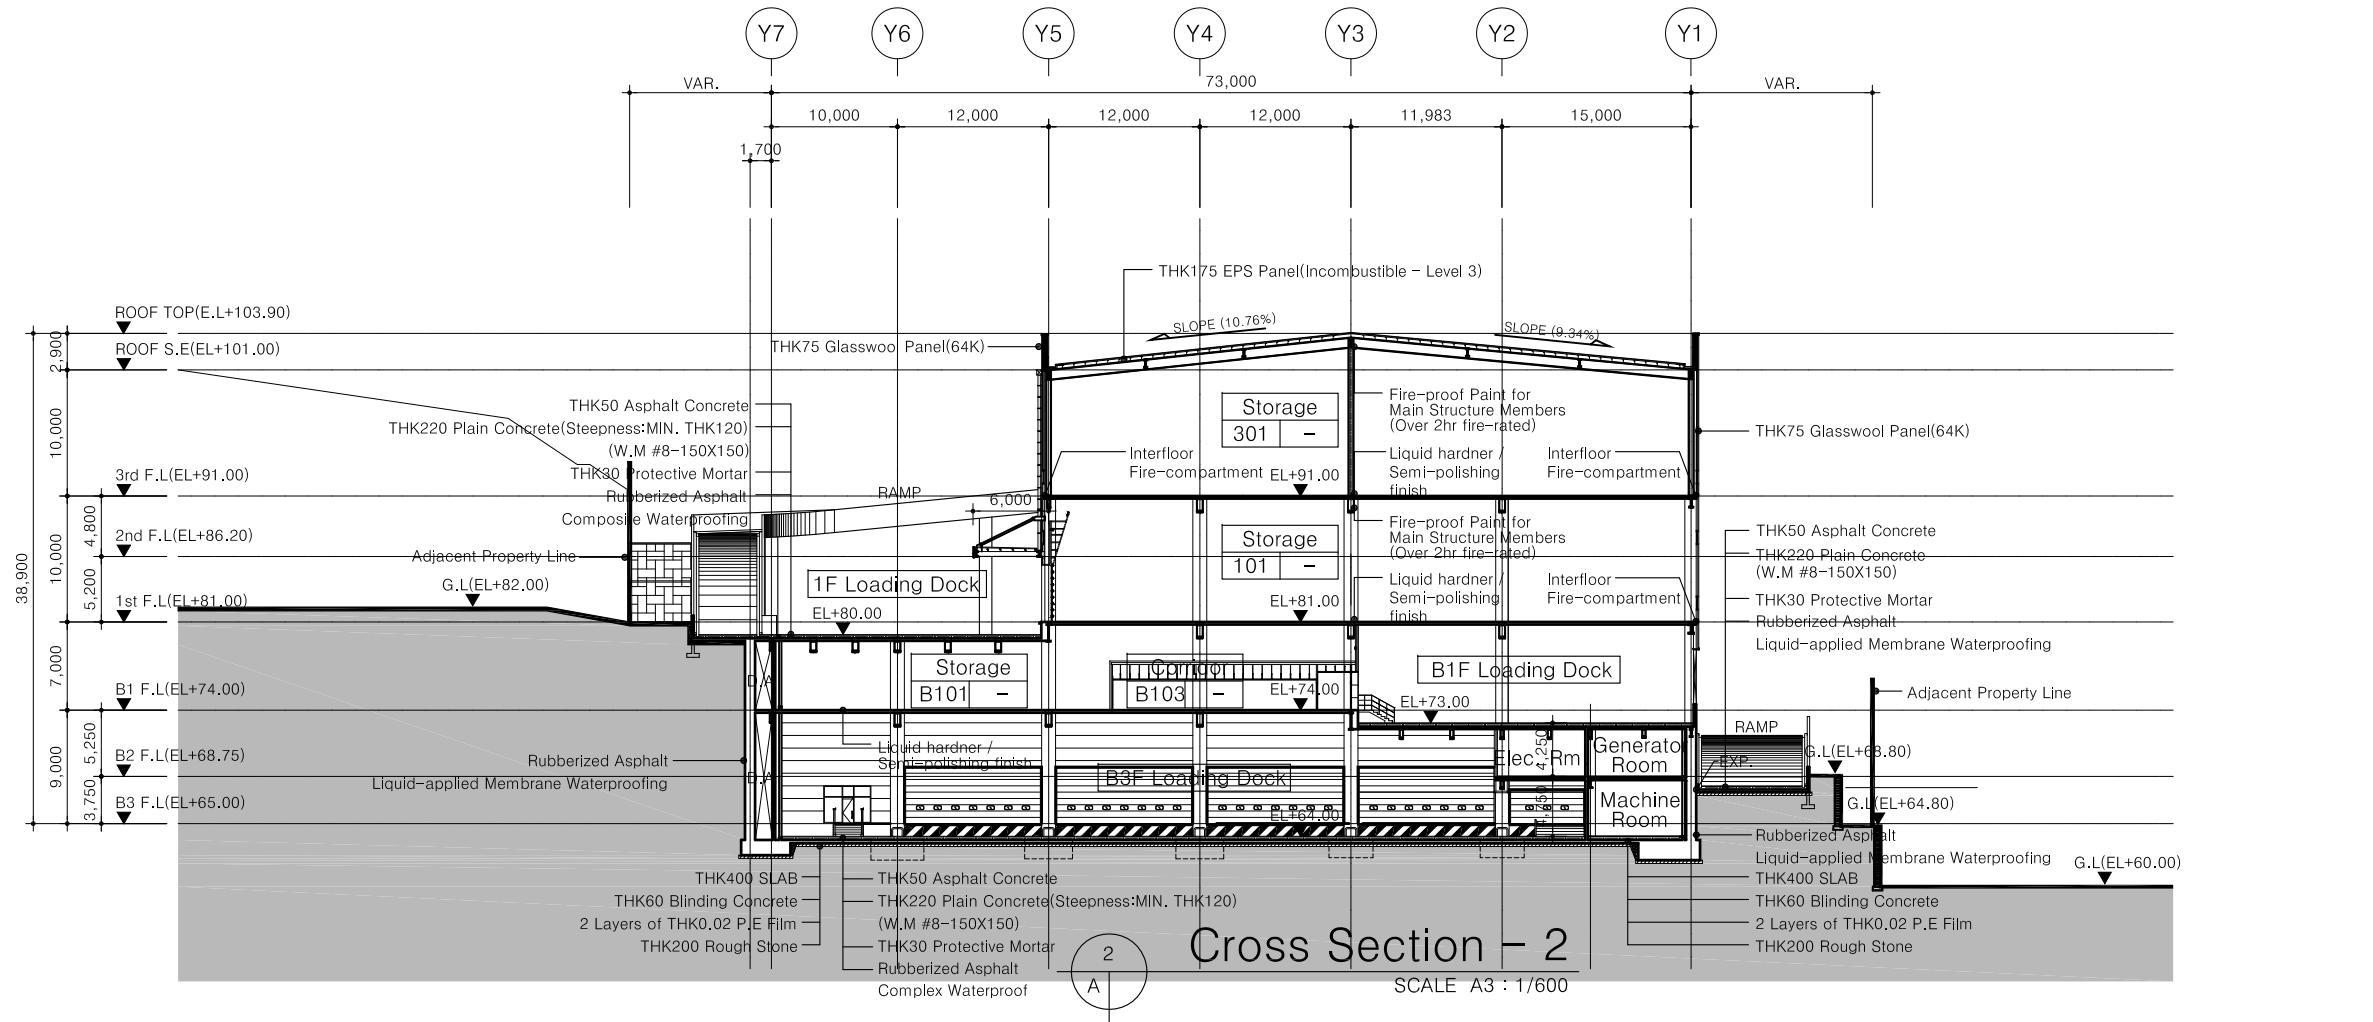 Y7
Y6
Y5
Y4
Y3
Y2
Y1
VAR.
73,000
VAR.
10,000
12,000
12,000
12,000
11,983
15,000
1,700
THK175 EPS Panel(Incombustible - Level 3)
ROOF TOP(E.L+103.90)
SLOPE (10.76%)
SLOPE (9.34%)
THK75 Glasswool Panel(64K)
ROOF S.E(EL+101.00)
2,900
10,000
4,800
10,000
5,200
38,900
7,000
5,250
9,000
3,750
THK50 Asphalt Concrete
THK220 Plain Concrete(Steepness:MIN. THK120)
(W.M #8-150X150)
THK30 Protective Mortar
Rubberized Asphalt
Composite Waterproofing
Storage
301 -
Fire-proof Paint for
Main Structure Members
(Over 2hr fire-rated)
THK75 Glasswool Panel(64K)
Interfloor
Fire-compartment
EL+91.00
Liquid hardner /
Semi-polishing
finish
Interfloor
Fire-compartment
3rd F.L(EL+91.00)
RAMP
6,000
2nd F.L(EL+86.20)
Adjacent Property Line
G.L(EL+82.00)
1st F.L(EL+81.00)
1F Loading Dock
EL+80.00
Storage
101 -
Fire-proof Paint for
Main Structure Members
(Over 2hr fire-rated)
EL+81.00
Liquid hardner /
Semi-polishing
finish
Interfloor
Fire-compartment
THK50 Asphalt Concrete
THK220 Plain Concrete
(W.M #8-150X150)
THK30 Protective Mortar
Rubberized Asphalt
Liquid-applied Membrane Waterproofing
Storage
B101 -
Corridor
B103 -
EL+74.00
B1F Loading Dock
EL+73.00
D.A
B1 F.L(EL+74.00)
Adjacent Property Line
RAMP
G.L(EL+68.80)
EXP.
B2 F.L(EL+68.75)
Rubberized Asphalt
Liquid-applied Membrane Waterproofing
D.A
Liquid hardner /
Semi-polishing finish
B3F Loading Dock
Elec. Rm
4,250
Generator
Room
B3 F.L(EL+65.00)
EL+64.00
4,750
Machine
Room
G.L(EL+64.80)
Rubberized Asphalt
Liquid-applied Membrane Waterproofing
G.L(EL+60.00)
THK400 SLAB
THK60 Blinding Concrete
2 Layers of THK0.02 P.E Film
THK200 Rough Stone
THK50 Asphalt Concrete
THK220 Plain Concrete(Steepness:MIN. THK120)
(W.M #8-150X150)
THK30 Protective Mortar
Rubberized Asphalt
Complex Waterproof
THK400 SLAB
THK60 Blinding Concrete
2 Layers of THK0.02 P.E Film
THK200 Rough Stone
2
A
Cross Section - 2
SCALE A3 : 1/600